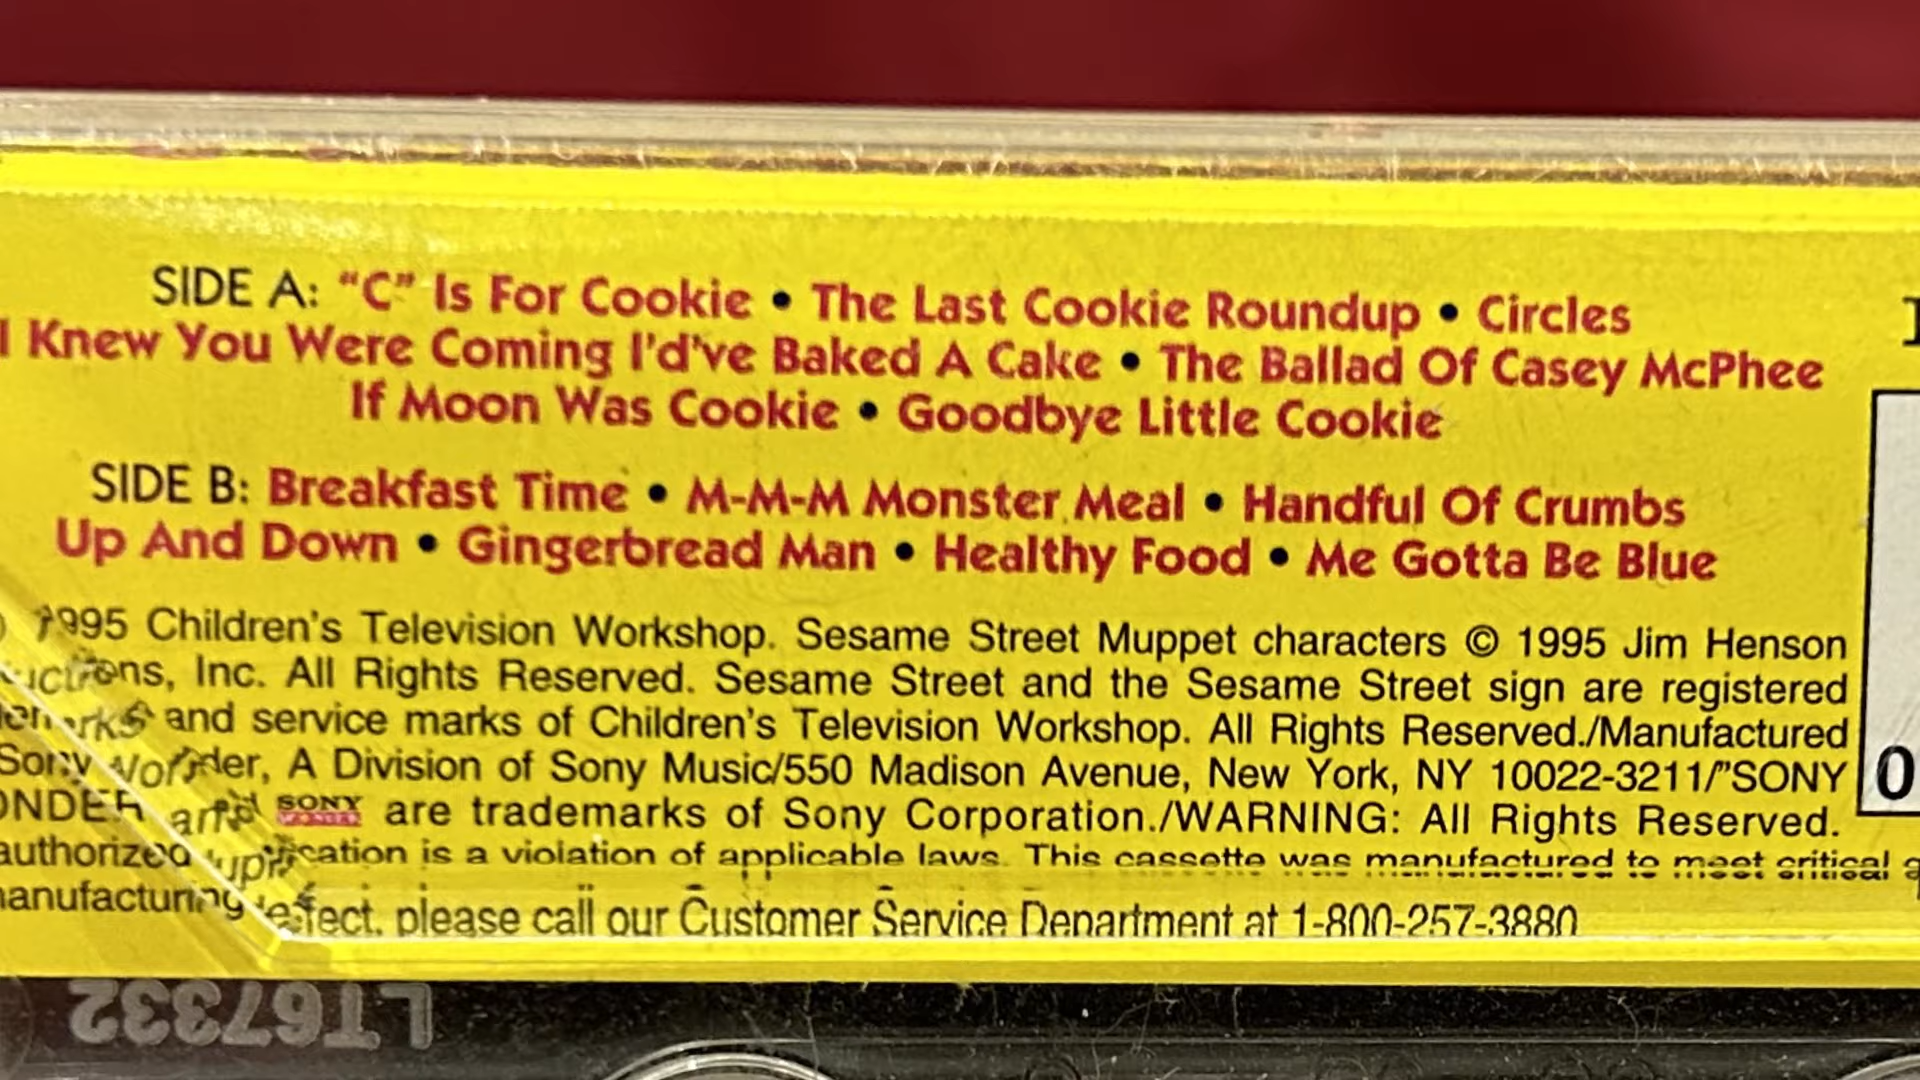 SIDE A: “C” Is For Cookie • The Last Cookie Roundup • Circles
I Knew You Were Coming I'd've Baked A Cake • The Ballad Of Casey McPhee
If Moon Was Cookie • Goodbye Little Cookie
SIDE B: Breakfast Time • M-M-M Monster Meal • Handful Of Crumbs
Up And Down • Gingerbread Man • Healthy Food • Me Gotta Be Blue
1995 Children's Television Workshop. Sesame Street Muppet characters © 1995 Jim Henson
Inc. All Rights Reserved. Sesame Street and the Sesame Street sign are registered
and service marks of Children's Television Workshop. All Rights Reserved./Manufactured
Sony Wonder, A Division of Sony Music/550 Madison Avenue, New York, NY 10022-3211/"SONY
and SONY are trademarks of Sony Corporation./WARNING: All Rights Reserved.
is a violation of applicable laws. This cassette was manufactured to meet critical
please call our Customer Service Department at 1-800-257-3880
0
LT67332